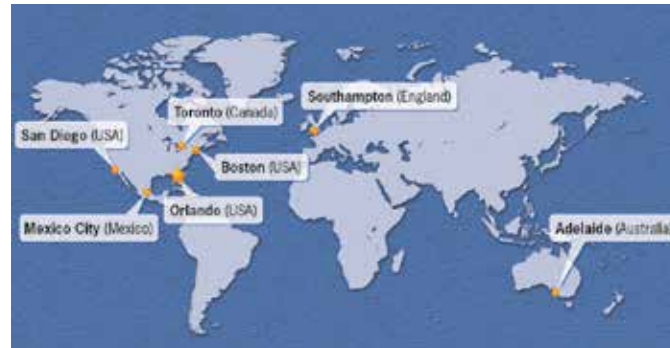 Southampton (England)
Toronto (Canada)
San Diego (USA)
Boston (USA)
Orlando (USA)
Mexico City (Mexico)
Adelaide (Australia)